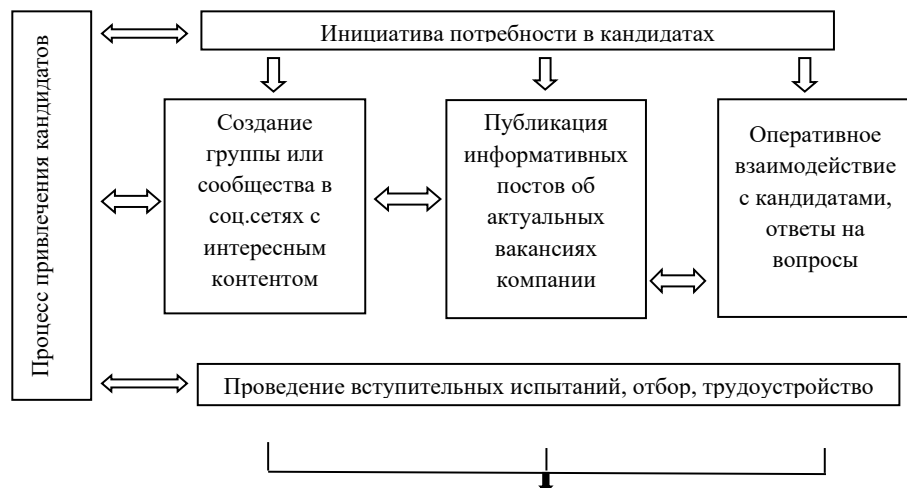 Процесс привлечения кандидатов
Инициатива потребности в кандидатах
Создание
группы или
сообщества в
соц.сетях с
интересным
контентом
Публикация
информативных
постов об
актуальных
вакансиях
компании
Оперативное
взаимодействие
с кандидатами,
ответы на
вопросы
Проведение вступительных испытаний, отбор, трудоустройство